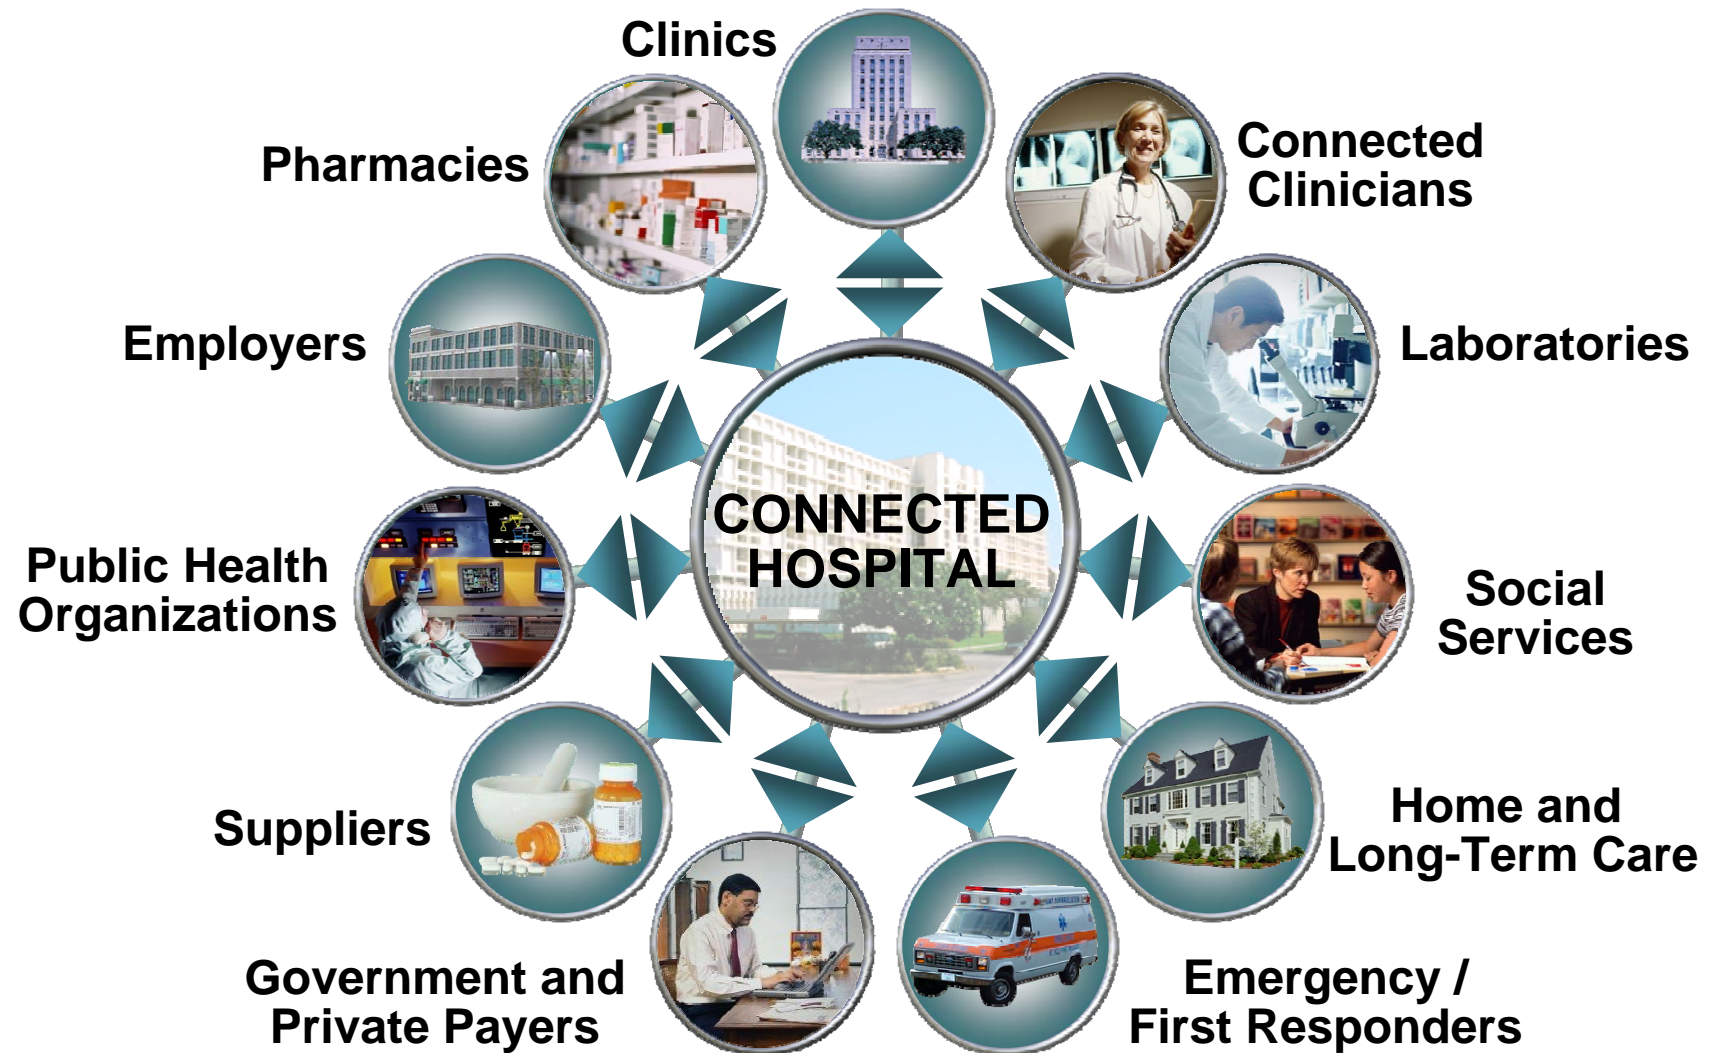 Clinics
Connected
Clinicians
Laboratories
Social
Services
Home and
Long-Term Care
Emergency /
First Responders
Government and
Private Payers
Suppliers
Public Health
Organizations
Employers
Pharmacies
CONNECTED
HOSPITAL